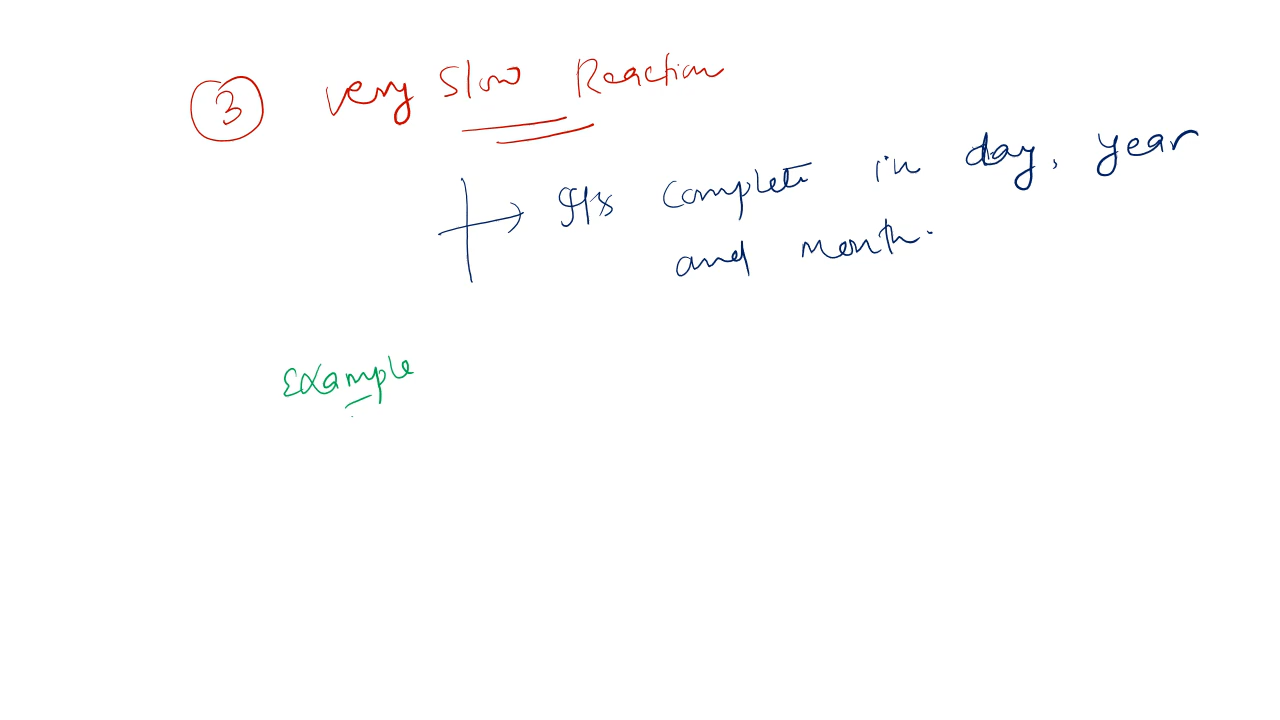 3 Very Slow Reaction
It's complete in day, year
and month.
Example